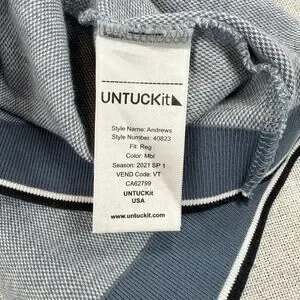 UNTUCKit
Style Name: Andrews
Style Number: 40823
Fit: Reg
Color: Mbl
Season: 2021 SP 1
VEND Code: VT
CA62799
UNTUCKit
USA
www.untuckit.com